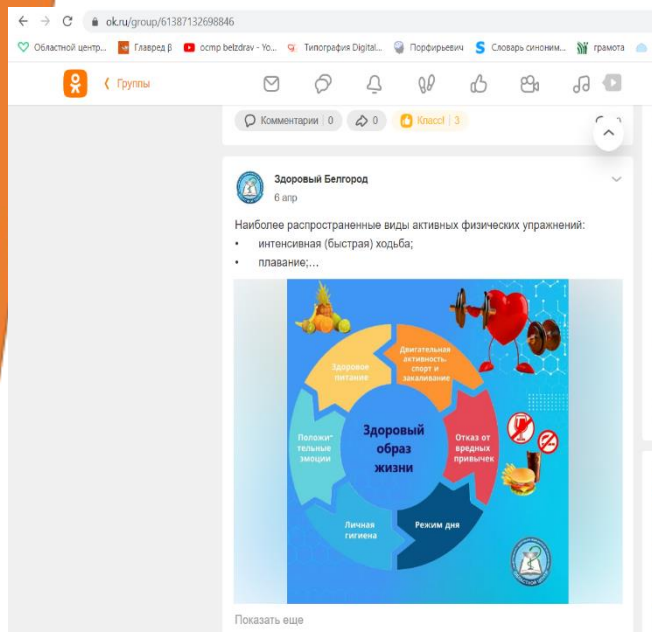 ok.ru/group/61387132698846
Областной центр...
Главред β
ocmp belzdrav - Yo...
Типография Digital...
Порфирьевич
Словарь синоним...
грамота
Группы
Комментарии 0
0
Класс! 3
Здоровый Белгород
6 апр
Наиболее распространенные виды активных физических упражнений:
• интенсивная (быстрая) ходьба;
• плавание;...
Здоровое
питание
Двигательная
активность-
спорт и
закаливание
Положи-
тельные
эмоции
Здоровый
образ
жизни
Отказ от
вредных
привычек
Личная
гигиена
Режим дня
Показать еще